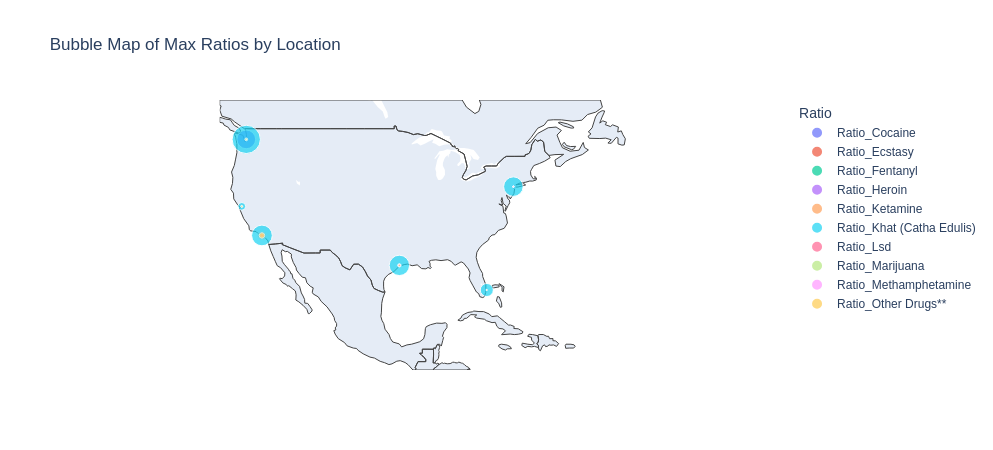 Bubble Map of Max Ratios by Location
Ratio
Ratio_Cocaine
Ratio_Ecstasy
Ratio_Fentanyl
Ratio_Heroin
Ratio_Ketamine
Ratio_Khat (Catha Edulis)
Ratio_Lsd
Ratio_Marijuana
Ratio_Methamphetamine
Ratio_Other Drugs**